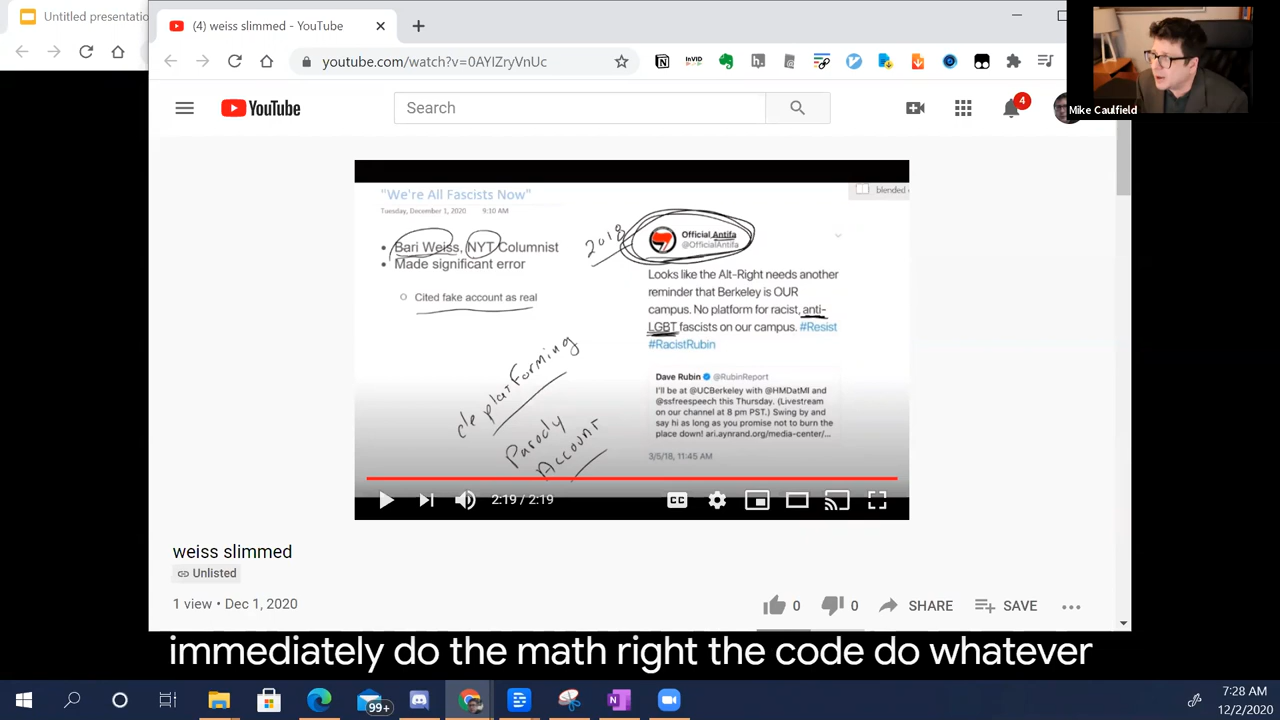 Untitled presentatio
(4) weiss slimmed - YouTube
youtube.com/watch?v=0AYIZryVnUc
InVID
YouTube
Search
4
Mike Caulfield
"We're All Fascists Now"
Tuesday, December 1, 2020 9:10 AM
Bari Weiss, NYT Columnist
Made significant error
Cited fake account as real
deplatforming
Parody
Account
2018
blended
Official Antifa
@OfficialAntifa
Looks like the Alt-Right needs another
reminder that Berkeley is OUR
campus. No platform for racist, anti-
LGBT fascists on our campus. #Resist
#RacistRubin
Dave Rubin @RubinReport
I'll be at @UCBerkeley with @HMDatMI and
@ssfreespeech this Thursday. (Livestream
on our channel at 8 pm PST.) Swing by and
say hi as long as you promise not to burn the
place down! ari.aynrand.org/media-center/...
3/5/18, 11:45 AM
2:19 / 2:19
CC
weiss slimmed
Unlisted
1 view • Dec 1, 2020
0
0
SHARE
SAVE
immediately do the math right the code do whatever
99+
7:28 AM
12/2/2020